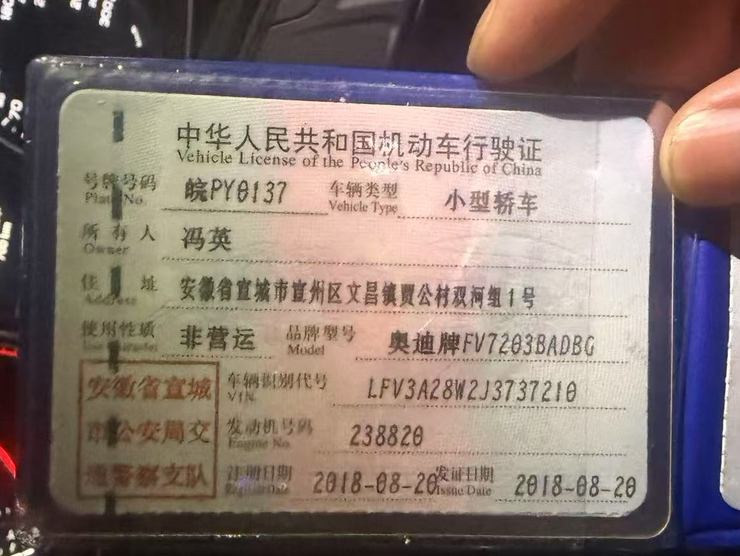 中华人民共和国机动车行驶证
Vehicle License of the People's Republic of China
号牌号码 皖PY0137 车辆类型 小型轿车
Plate No. Vehicle Type
所有人 冯英
Owner
住址 安徽省宣城市宣州区文昌镇贾公村双河组1号
Address
使用性质 非营运 品牌型号 奥迪牌FV7203BADBG
Use Character Model
安徽省宣城 车辆识别代号 LFV3A28W2J3737210
VIN
市公安局交 发动机号码 238820
Engine No.
通警察支队 注册日期 2018-08-20 发证日期 2018-08-20
Register Date Issue Date